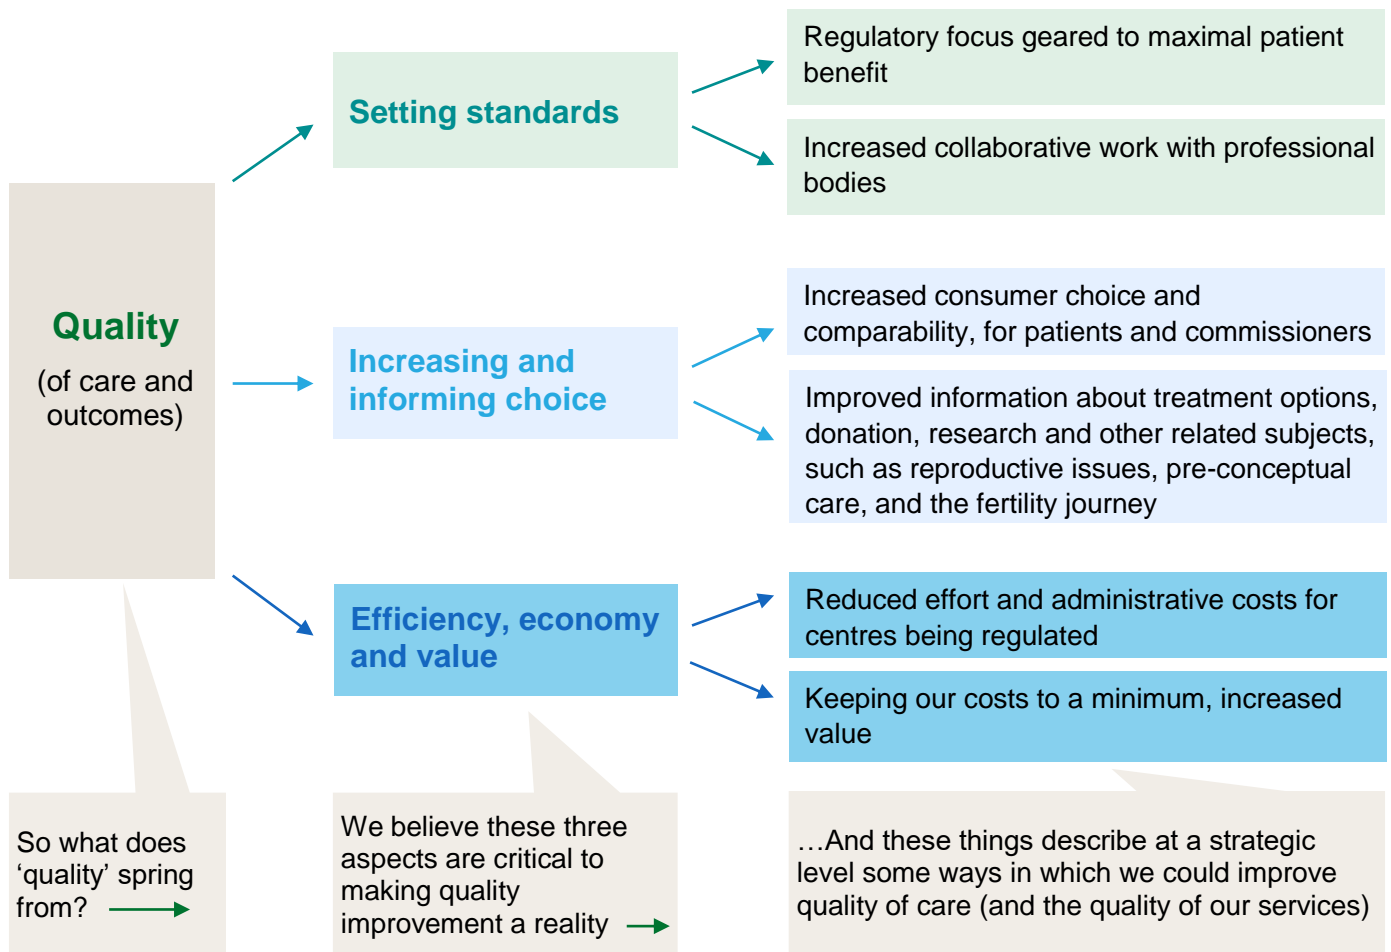 Quality
(of care and
outcomes)
Setting standards
Regulatory focus geared to maximal patient
benefit
Increased collaborative work with professional
bodies
Increasing and
informing choice
Increased consumer choice and
comparability, for patients and commissioners
Improved information about treatment options,
donation, research and other related subjects,
such as reproductive issues, pre-conceptual
care, and the fertility journey
Efficiency, economy
and value
Reduced effort and administrative costs for
centres being regulated
Keeping our costs to a minimum, increased
value
So what does
‘quality’ spring
from?
We believe these three
aspects are critical to
making quality
improvement a reality
…And these things describe at a strategic
level some ways in which we could improve
quality of care (and the quality of our services)